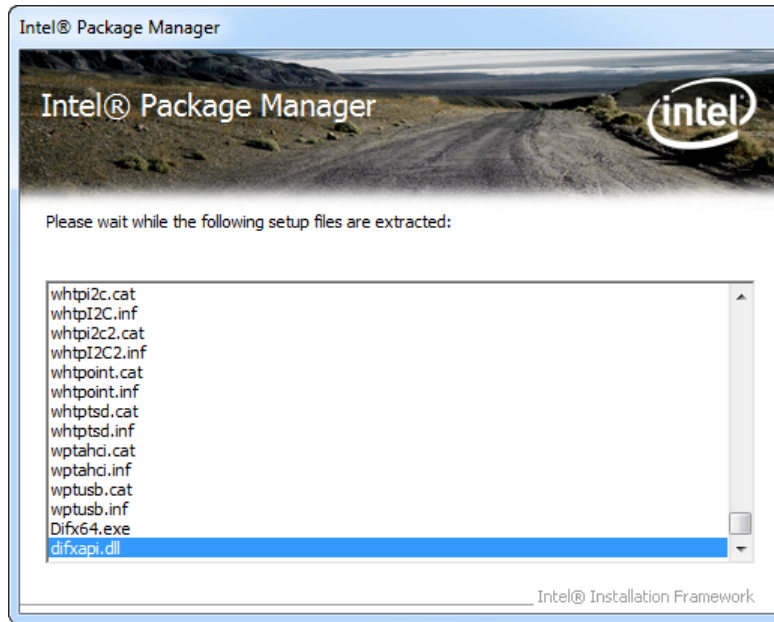 Intel® Package Manager
Intel® Package Manager
intel®
Please wait while the following setup files are extracted:
whtpi2c.cat
whtpI2C.inf
whtpi2c2.cat
whtpI2C2.inf
whtpoint.cat
whtpoint.inf
whtptsd.cat
whtptsd.inf
wptahci.cat
wptahci.inf
wptusb.cat
wptusb.inf
Difx64.exe
difxapi.dll
Intel® Installation Framework